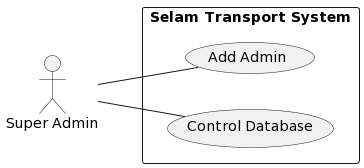 Selam Transport System
Add Admin
Super Admin
Control Database